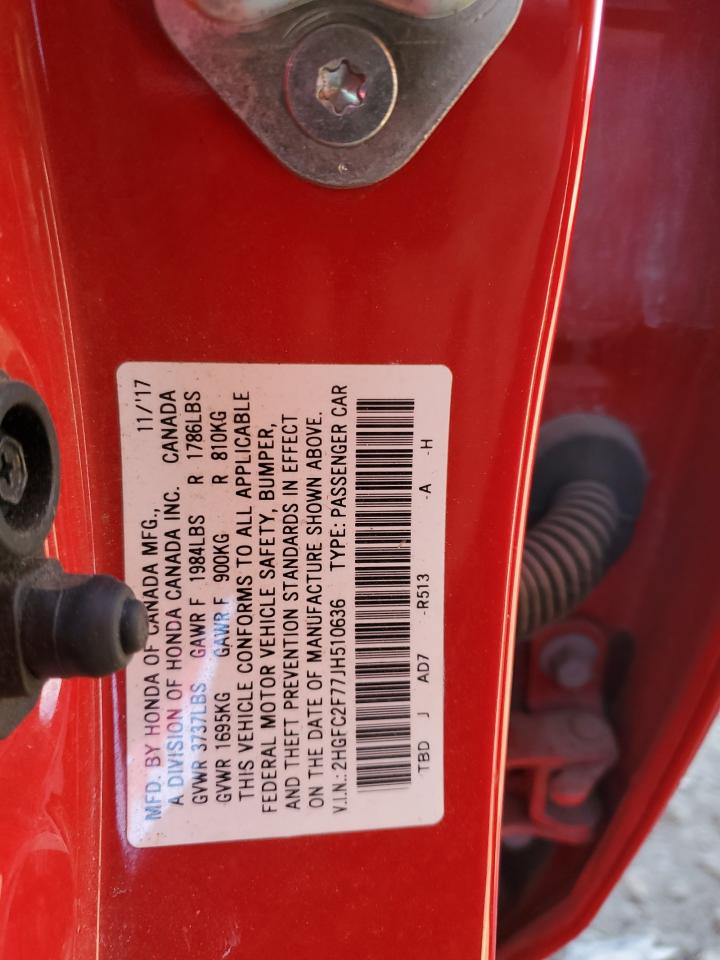 MFD. BY HONDA OF CANADA MFG., 11/'17
A DIVISION OF HONDA CANADA INC. CANADA
GVWR 3737LBS GAWR F 1984LBS R 1786LBS
GVWR 1695KG GAWR F 900KG R 810KG
THIS VEHICLE CONFORMS TO ALL APPLICABLE
FEDERAL MOTOR VEHICLE SAFETY, BUMPER,
AND THEFT PREVENTION STANDARDS IN EFFECT
ON THE DATE OF MANUFACTURE SHOWN ABOVE.
V.I.N.: 2HGFC2F77JH510636 TYPE: PASSENGER CAR
TBD J AD7 -R513 -A -H